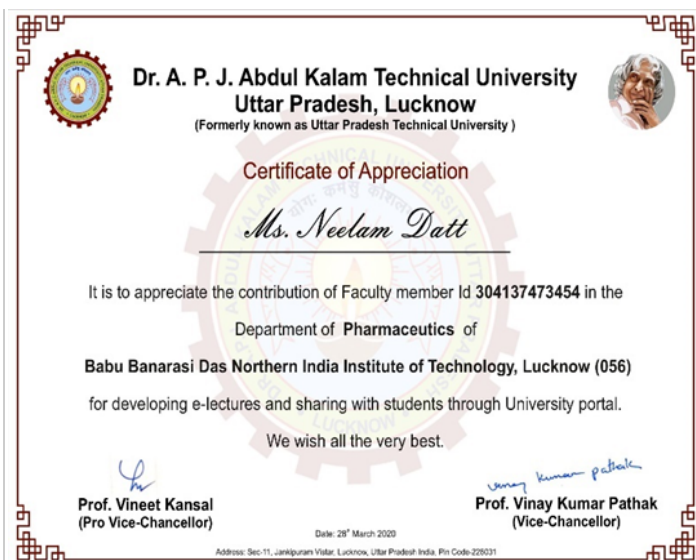 Dr. A. P. J. Abdul Kalam Technical University
Uttar Pradesh, Lucknow
(Formerly known as Uttar Pradesh Technical University )
Certificate of Appreciation
Ms. Neelam Datt
It is to appreciate the contribution of Faculty member Id 304137473454 in the
Department of Pharmaceutics of
Babu Banarasi Das Northern India Institute of Technology, Lucknow (056)
for developing e-lectures and sharing with students through University portal.
We wish all the very best.
vinay kumar pathak
Prof. Vineet Kansal
(Pro Vice-Chancellor)
Prof. Vinay Kumar Pathak
(Vice-Chancellor)
Date: 28" March 2020
Address: Sec-11, Jankipuram Vistar, Lucknow, Uttar Pradesh India, Pin Code-226031